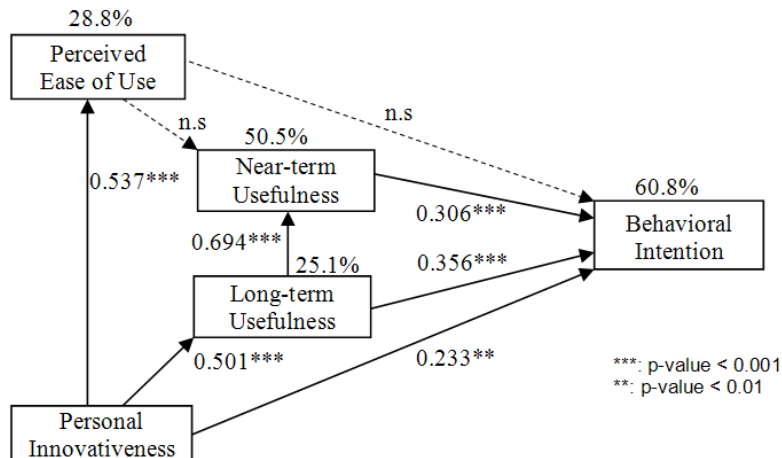 28.8%
Perceived
Ease of Use
n.s
n.s
50.5%
Near-term
Usefulness
0.537***
60.8%
0.306***
Behavioral
Intention
0.694***
25.1%
0.356***
Long-term
Usefulness
0.501***
0.233**
***: p-value < 0.001
**: p-value < 0.01
Personal
Innovativeness